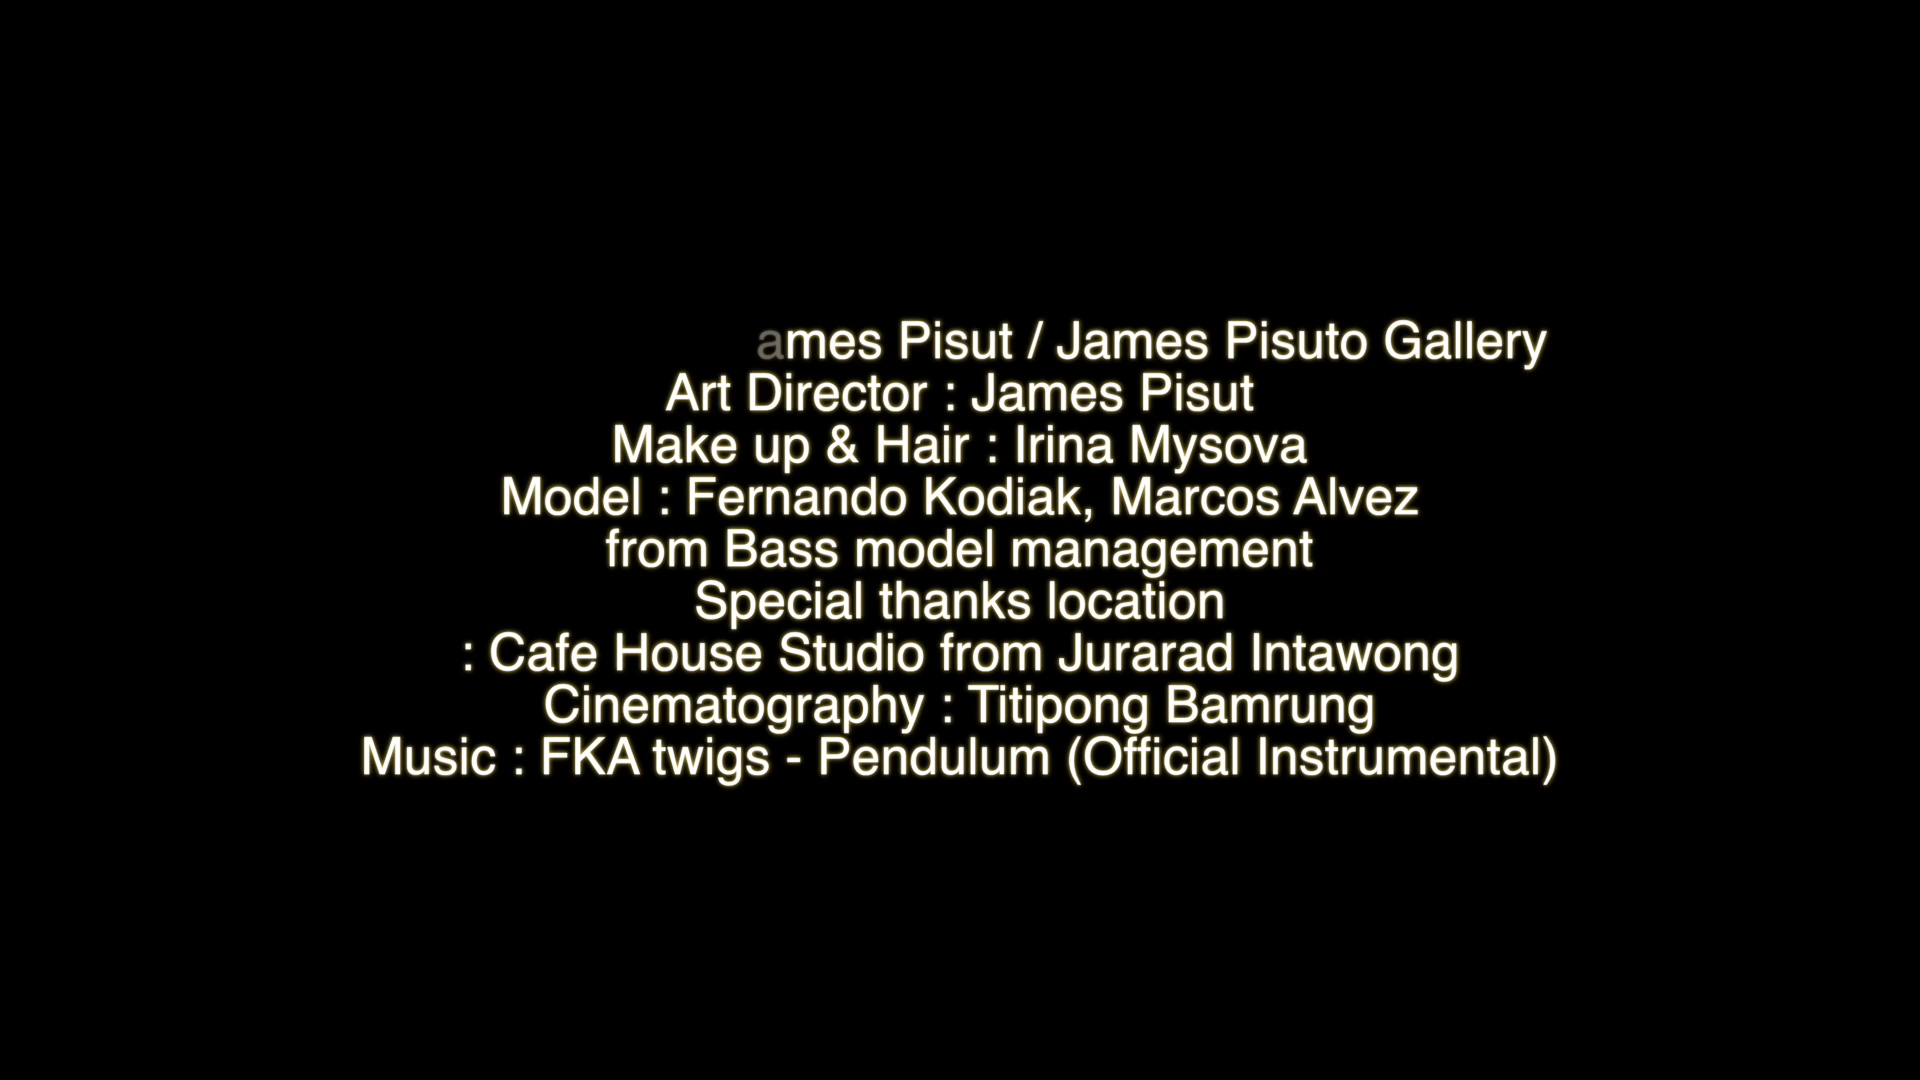 ames Pisut / James Pisuto Gallery
Art Director : James Pisut
Make up & Hair : Irina Mysova
Model : Fernando Kodiak, Marcos Alvez
from Bass model management
Special thanks location
: Cafe House Studio from Jurarad Intawong
Cinematography : Titipong Bamrung
Music : FKA twigs - Pendulum (Official Instrumental)